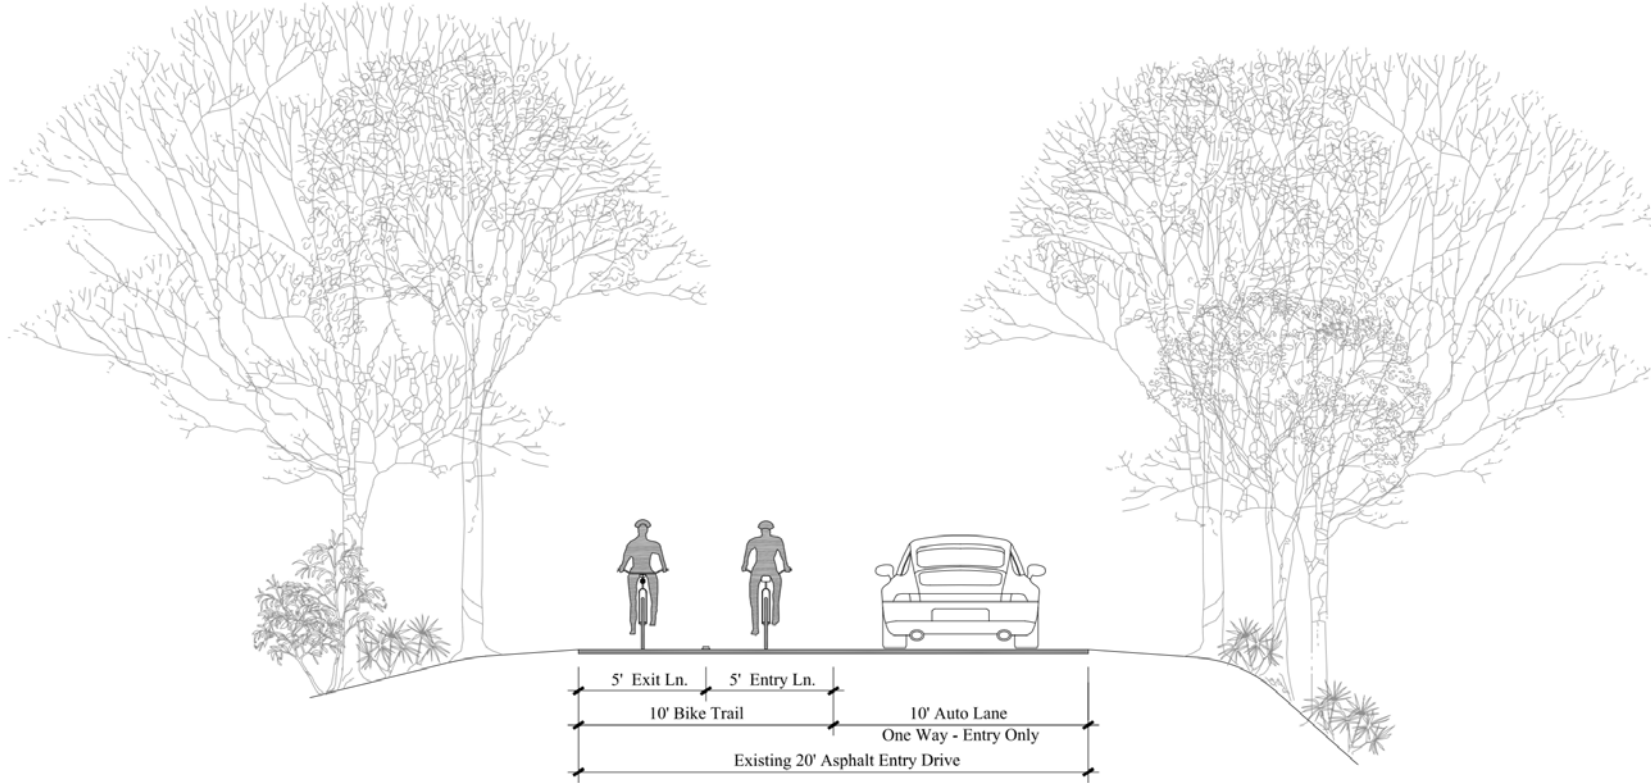 5' Exit Ln.
5' Entry Ln.
10' Bike Trail
10' Auto Lane
One Way - Entry Only
Existing 20' Asphalt Entry Drive